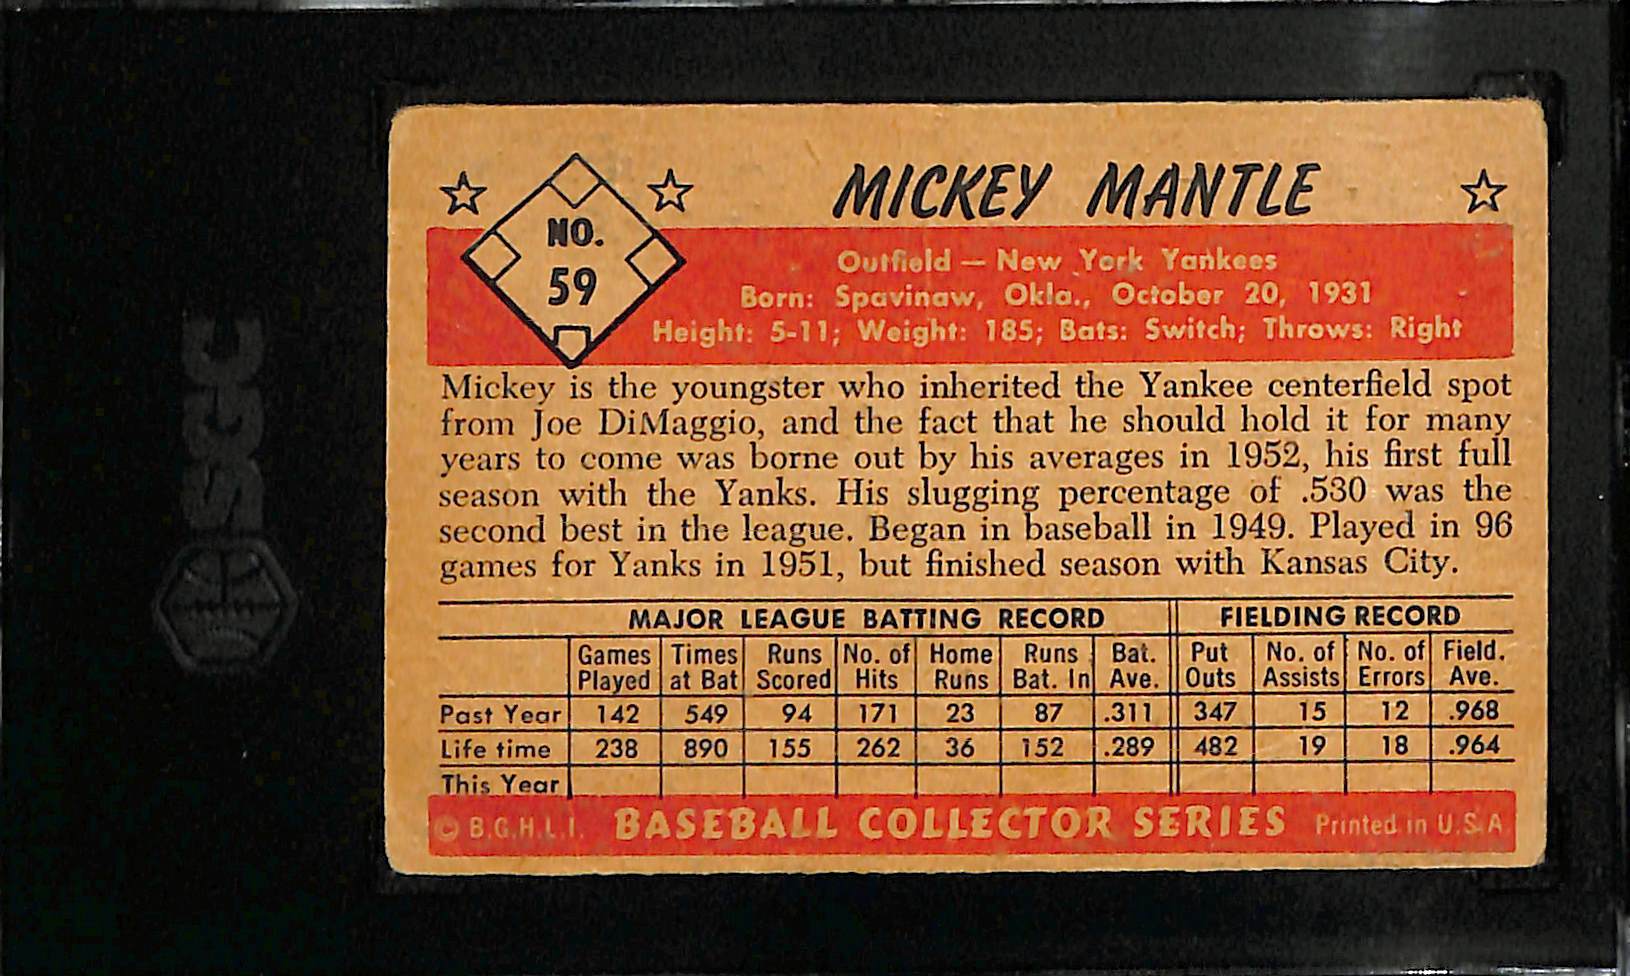 SGC
MICKEY MANTLE
NO.
59
Outfield — New York Yankees
Born: Spavinaw, Okla., October 20, 1931
Height: 5-11; Weight: 185; Bats: Switch; Throws: Right
Mickey is the youngster who inherited the Yankee centerfield spot
from Joe DiMaggio, and the fact that he should hold it for many
years to come was borne out by his averages in 1952, his first full
season with the Yanks. His slugging percentage of .530 was the
second best in the league. Began in baseball in 1949. Played in 96
games for Yanks in 1951, but finished season with Kansas City.
MAJOR LEAGUE BATTING RECORD FIELDING RECORD
Games Times Runs No. of Home Runs Bat. Put No. of No. of Field.
Played at Bat Scored Hits Runs Bat. In Ave. Outs Assists Errors Ave.
Past Year 142 549 94 171 23 87 .311 347 15 12 .968
Life time 238 890 155 262 36 152 .289 482 19 18 .964
This Year
© B.G.H.L.I. BASEBALL COLLECTOR SERIES Printed in U.S.A